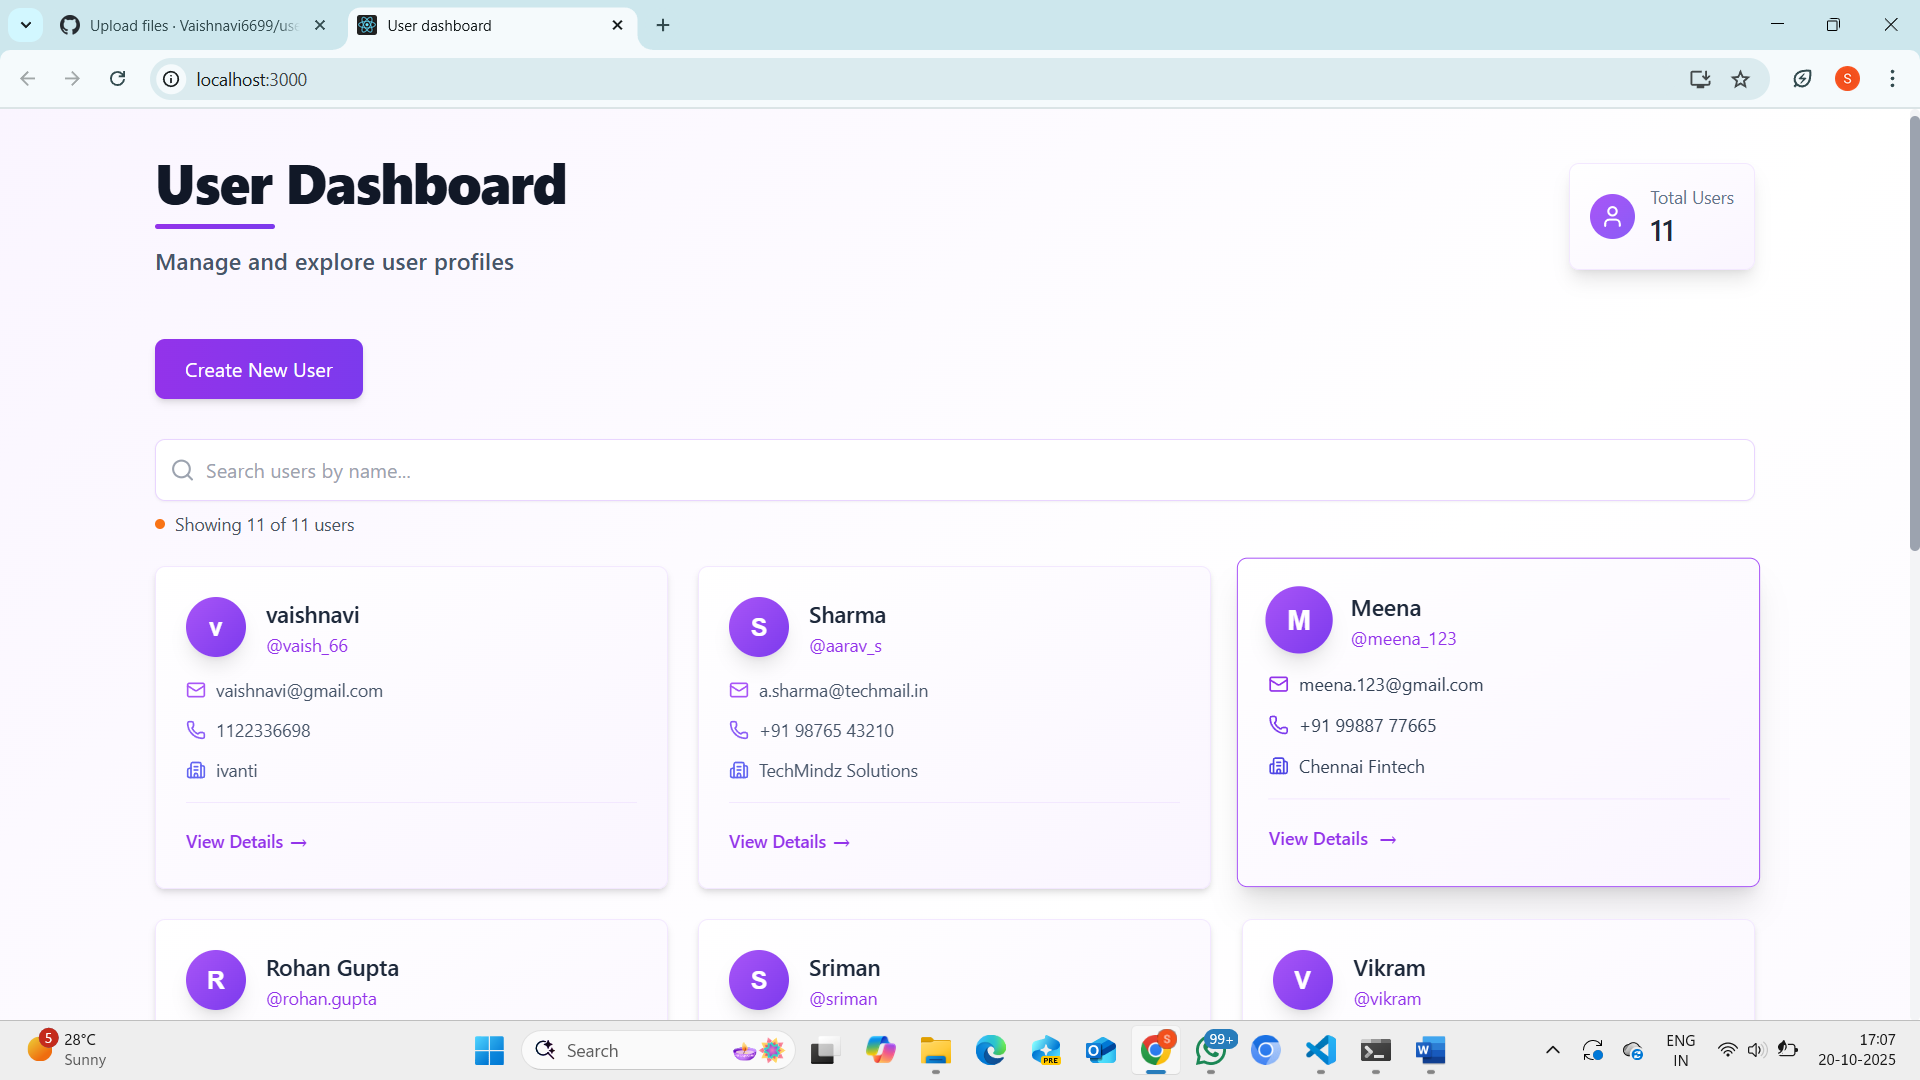 Upload files · Vaishnavi6699/use
User dashboard
localhost:3000
S
User Dashboard
Manage and explore user profiles
Total Users
11
Create New User
Search users by name...
Showing 11 of 11 users
v
vaishnavi
@vaish_66
vaishnavi@gmail.com
1122336698
ivanti
View Details →
S
Sharma
@aarav_s
a.sharma@techmail.in
+91 98765 43210
TechMindz Solutions
View Details →
M
Meena
@meena_123
meena.123@gmail.com
+91 99887 77665
Chennai Fintech
View Details →
R
Rohan Gupta
@rohan.gupta
S
Sriman
@sriman
V
Vikram
@vikram
5
28°C
Sunny
Search
PRE
O
S
99+
W
ENG
IN
17:07
20-10-2025